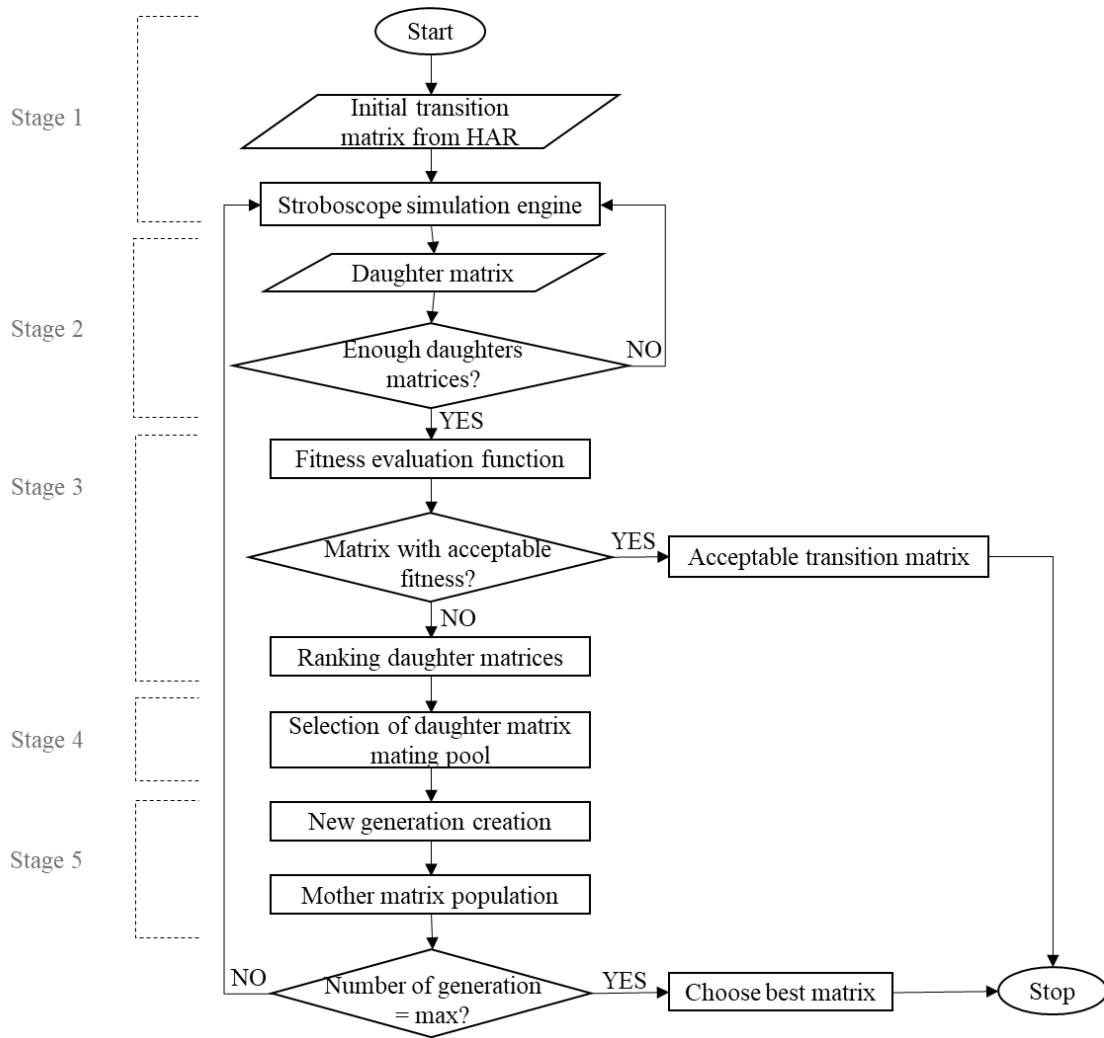 Start
Stage 1
Initial transition
matrix from HAR
Stroboscope simulation engine
Daughter matrix
Stage 2
Enough daughters
matrices?
NO
YES
Fitness evaluation function
Stage 3
Matrix with acceptable
fitness?
YES
Acceptable transition matrix
NO
Ranking daughter matrices
Stage 4
Selection of daughter matrix
mating pool
New generation creation
Stage 5
Mother matrix population
NO
Number of generation
= max?
YES
Choose best matrix
Stop